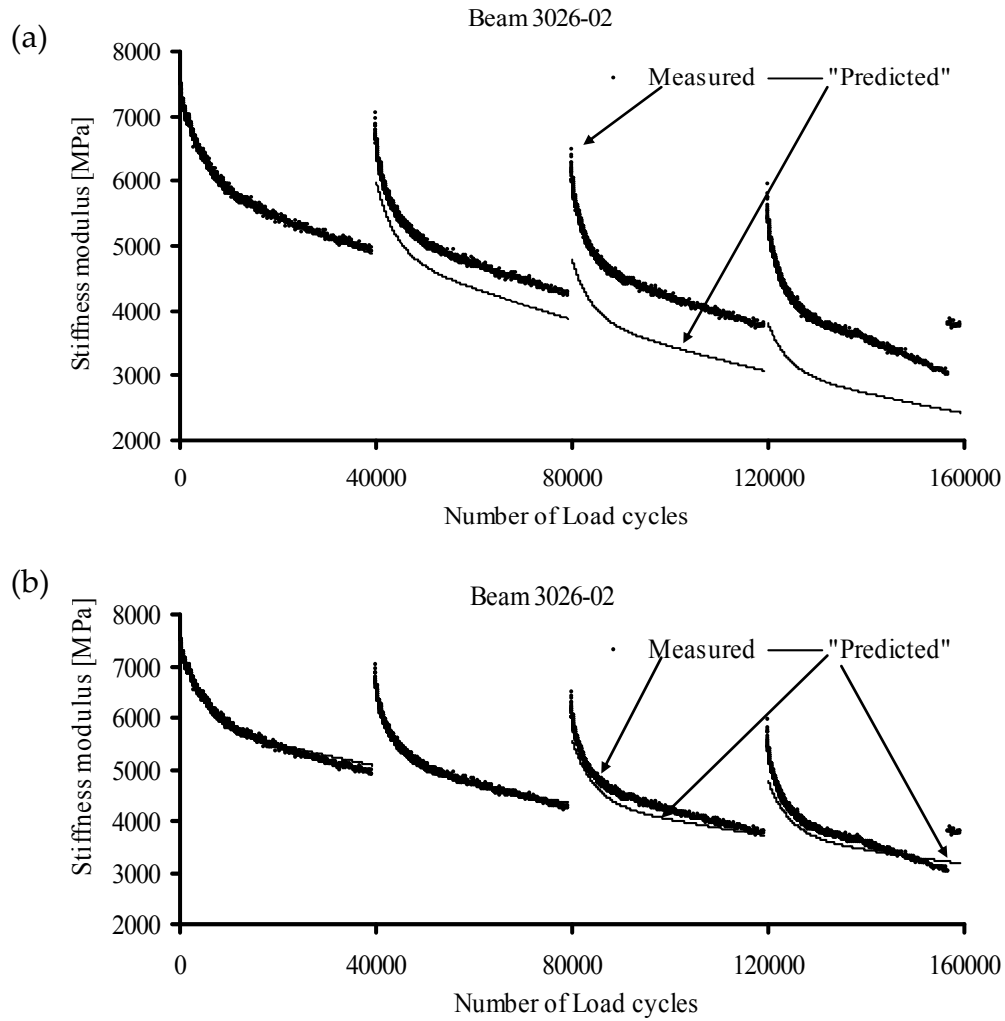 (a)
Beam 3026-02
Stiffness modulus [MPa]
8000
7000
6000
5000
4000
3000
2000
Measured
"Predicted"
0
40000
80000
120000
160000
Number of Load cycles
(b)
Beam 3026-02
Stiffness modulus [MPa]
8000
7000
6000
5000
4000
3000
2000
Measured
"Predicted"
0
40000
80000
120000
160000
Number of Load cycles